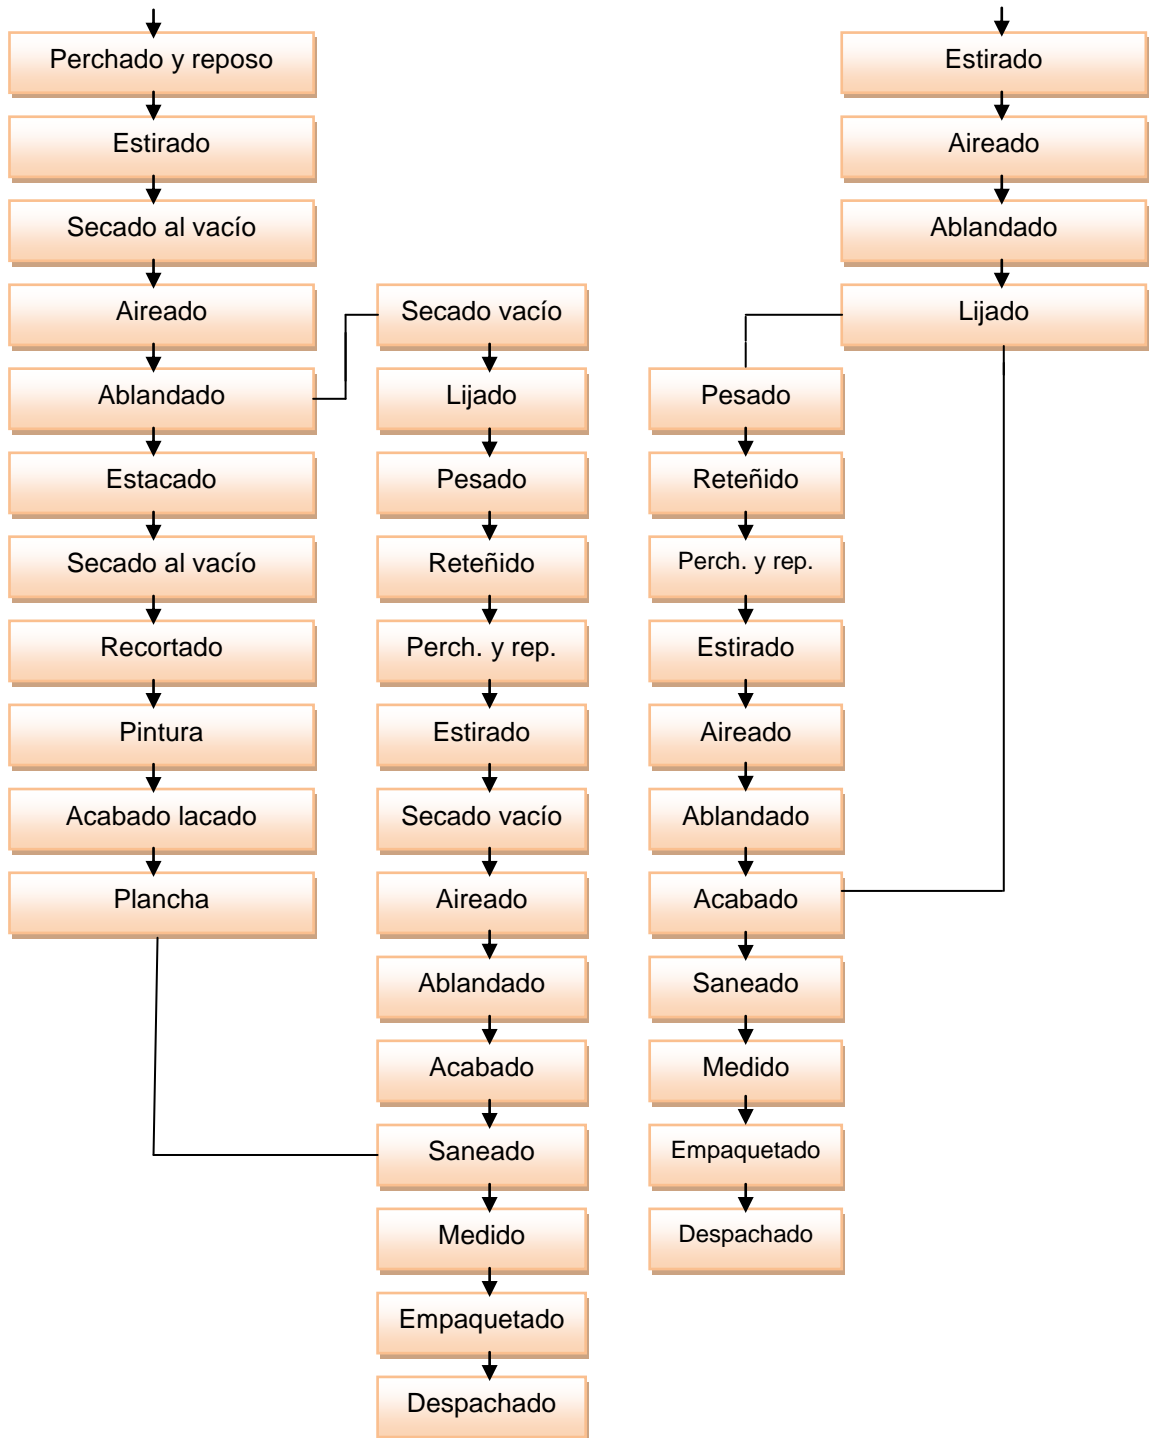 Perchado y reposo
Estirado
Secado al vacío
Aireado
Ablandado
Estacado
Secado al vacío
Recortado
Pintura
Acabado lacado
Plancha
Secado vacío
Lijado
Pesado
Reteñido
Perch. y rep.
Estirado
Secado vacío
Aireado
Ablandado
Acabado
Saneado
Medido
Empaquetado
Despachado
Estirado
Aireado
Ablandado
Lijado
Pesado
Reteñido
Perch. y rep.
Estirado
Aireado
Ablandado
Acabado
Saneado
Medido
Empaquetado
Despachado